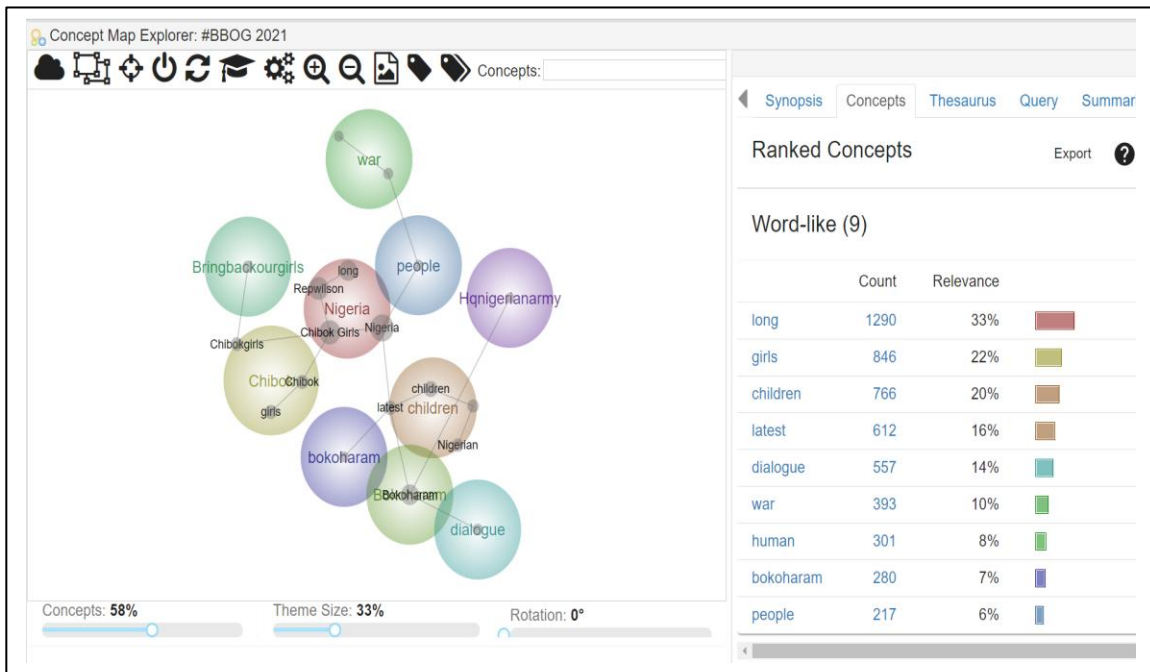 Concept Map Explorer: #BBOG 2021
Concepts:
war
Bringbackourgirls
people
long
Hqnigerianarmy
Repwilson
Nigeria
Chibok Girls
Nigeria
Chibokgirls
Chibok
girls
children
latest
children
Nigerian
bokoharam
Bokoharam
dialogue
Concepts: 58%
Theme Size: 33%
Rotation: 0°
Synopsis Concepts Thesaurus Query Summar
Ranked Concepts Export ?
Word-like (9)
Count Relevance
long 1290 33%
girls 846 22%
children 766 20%
latest 612 16%
dialogue 557 14%
war 393 10%
human 301 8%
bokoharam 280 7%
people 217 6%